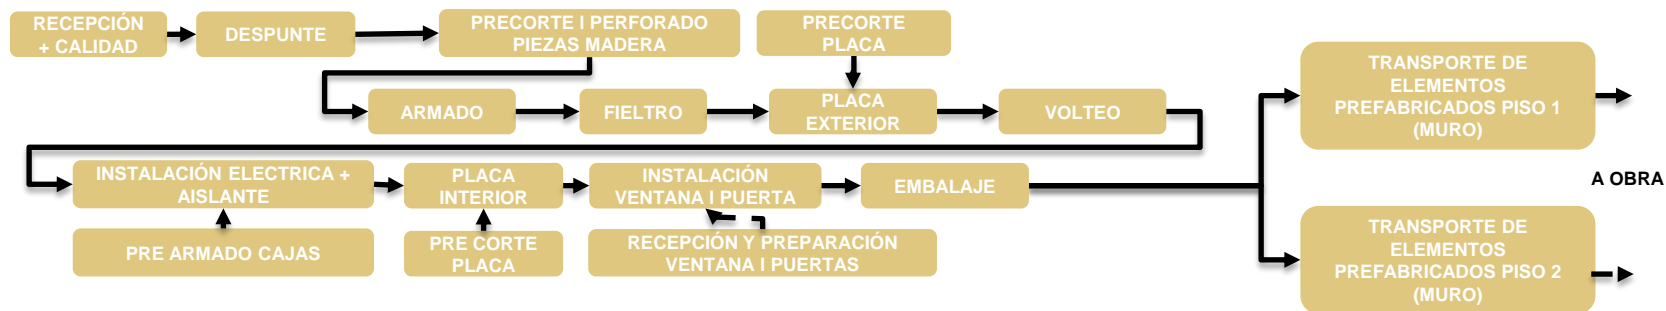 RECEPCIÓN
+ CALIDAD
DESPUNTE
PRECORTE I PERFORADO
PIEZAS MADERA
PRECORTE
PLACA
ARMADO
FIELTRO
PLACA
EXTERIOR
VOLTEO
INSTALACIÓN ELECTRICA +
AISLANTE
PLACA
INTERIOR
INSTALACIÓN
VENTANA I PUERTA
EMBALAJE
PRE ARMADO CAJAS
PRE CORTE
PLACA
RECEPCIÓN Y PREPARACIÓN
VENTANA I PUERTAS
TRANSPORTE DE
ELEMENTOS
PREFABRICADOS PISO 1
(MURO)
A OBRA
TRANSPORTE DE
ELEMENTOS
PREFABRICADOS PISO 2
(MURO)